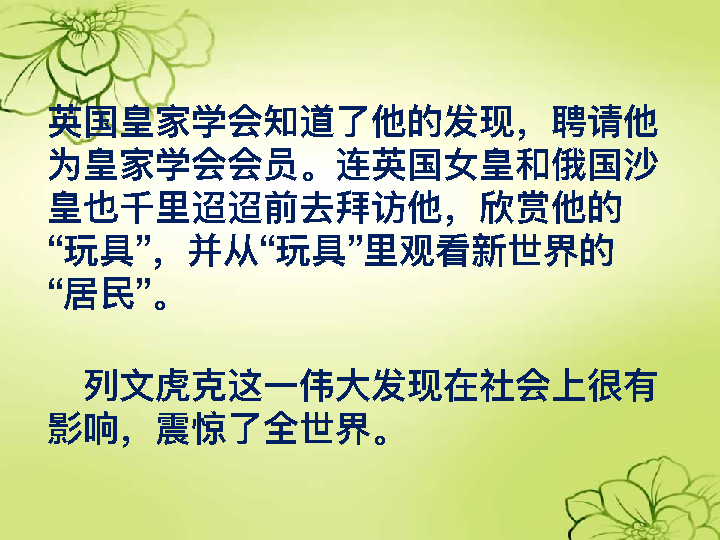 英国皇家学会知道了他的发现，聘请他
为皇家学会会员。连英国女皇和俄国沙
皇也千里迢迢前去拜访他，欣赏他的
“玩具”，并从“玩具”里观看新世界的
“居民”。
列文虎克这一伟大发现在社会上很有
影响，震惊了全世界。